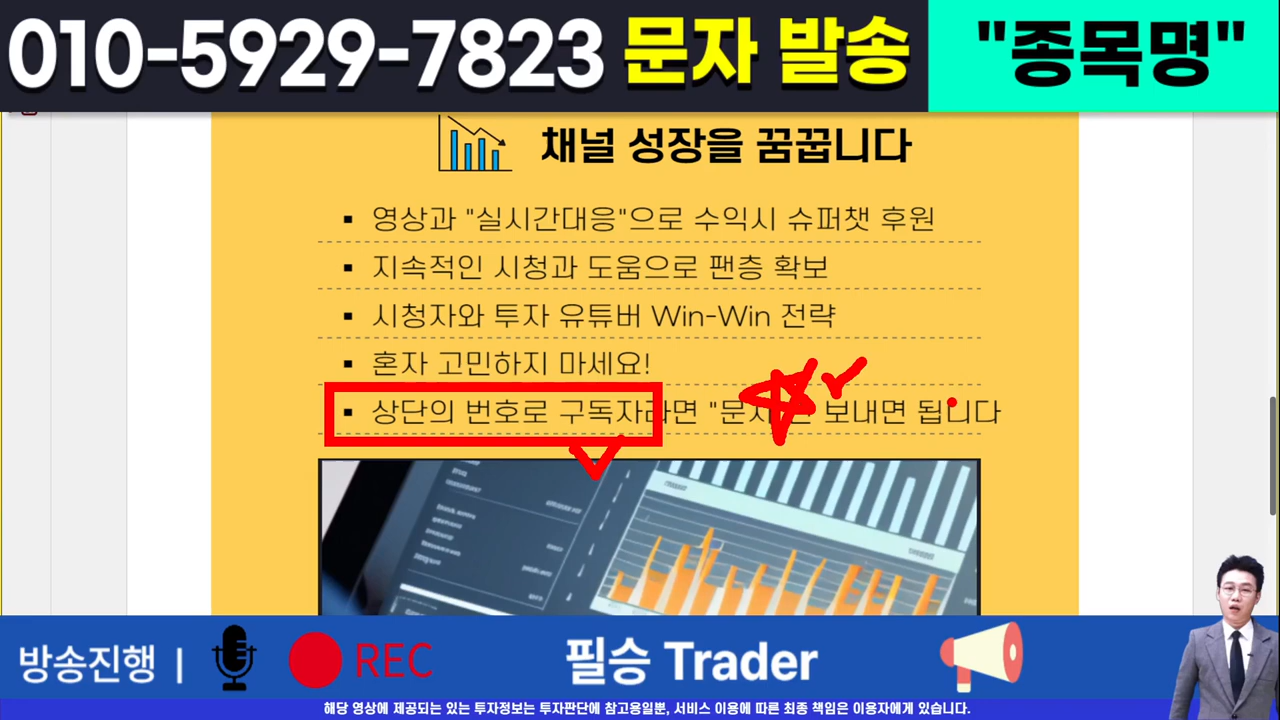 010-5929-7823 문자 발송 "종목명"
채널 성장을 꿈꿉니다
▪ 영상과 "실시간대응"으로 수익시 슈퍼챗 후원
▪ 지속적인 시청과 도움으로 팬층 확보
▪ 시청자와 투자 유튜버 Win-Win 전략
▪ 혼자 고민하지 마세요!
▪ 상단의 번호로 구독자라면 "문자 보내면 됩니다
방송진행 | REC 필승 Trader
해당 영상에 제공되는 있는 투자정보는 투자판단에 참고용일뿐, 서비스 이용에 따른 최종 책임은 이용자에게 있습니다.